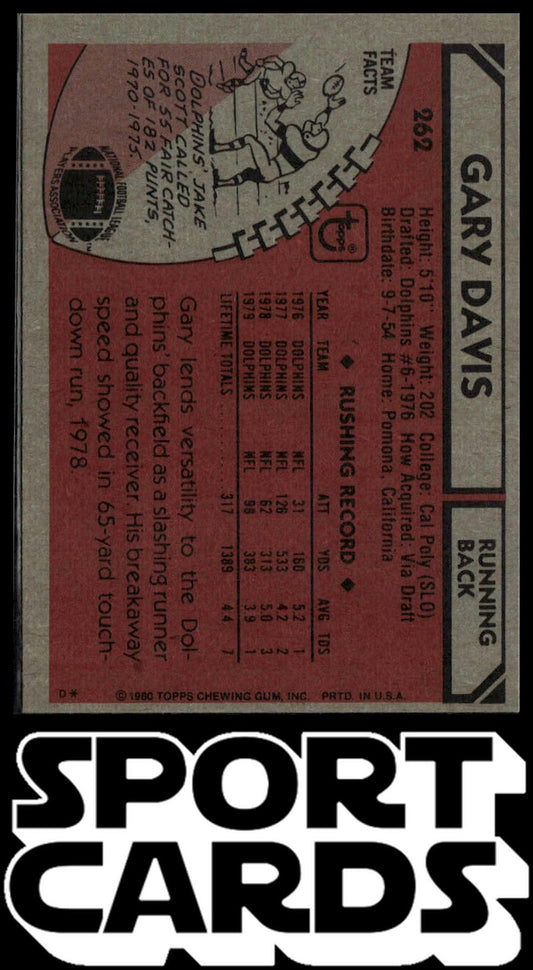 GARY DAVIS
RUNNING
BACK
262
Height: 5'10" Weight: 202 College: Cal Poly (SLO)
Drafted: Dolphins #6-1976 How Acquired: Via Draft
Birthdate: 9-7-54 Home: Pomona, California
TEAM
FACTS
DOLPHINS' JAKE
SCOTT CALLED
FOR 55 FAIR CATCH-
ES OF 182 PUNTS,
1970-1975.
NATIONAL FOOTBALL LEAGUE
PLAYERS ASSOCIATION
Topps®
◆ RUSHING RECORD ◆
YEAR TEAM ATT YDS AVG TDS
1976 DOLPHINS NFL 31 160 5.2 1
1977 DOLPHINS NFL 126 533 4.2 2
1978 DOLPHINS NFL 62 313 5.0 3
1979 DOLPHINS NFL 98 383 3.9 1
LIFETIME TOTALS 317 1389 4.4 7
Gary lends versatility to the Dol-
phins' backfield as a slashing runner
and quality receiver. His breakaway
speed showed in 65-yard touch-
down run, 1978.
D* © 1980 TOPPS CHEWING GUM, INC. PRTD. IN U.S.A.
SPORT
CARDS